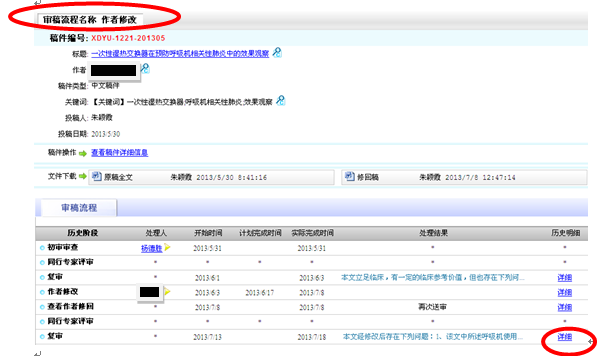 审稿流程名称 作者修改
稿件编号: XDYU-1221-201305
标题: 一次性湿热交换器在预防呼吸机相关性肺炎中的效果观察
作者:
稿件类型: 中文稿件
关键词: 【关键词】一次性湿热交换器;呼吸机相关性肺炎;效果观察
投稿人: 朱颖霞
投稿日期: 2013/5/30
稿件操作 查看稿件详细信息
文件下载 原稿全文 朱颖霞 2013/5/30 8:41:16 修回稿 朱颖霞 2013/7/8 12:47:14
审稿流程
历史阶段 处理人 开始时间 计划完成时间 实际完成时间 处理结果 历史明细
初审审查 杨德胜 2013/5/31 2013/5/31 * *
同行专家评审 * * * * * *
复审 * 2013/6/1 2013/6/3 本文立足临床，有一定的临床参考价值，但也存在下列问... 详细
作者修改 2013/6/3 2013/6/17 2013/7/8 * 详细
查看作者修回 * 2013/7/8 2013/7/8 再次送审 详细
同行专家评审 * * * * * *
复审 * 2013/7/13 2013/7/18 本文经修改后存在下列问题：1、该文中所述呼吸机使用... 详细